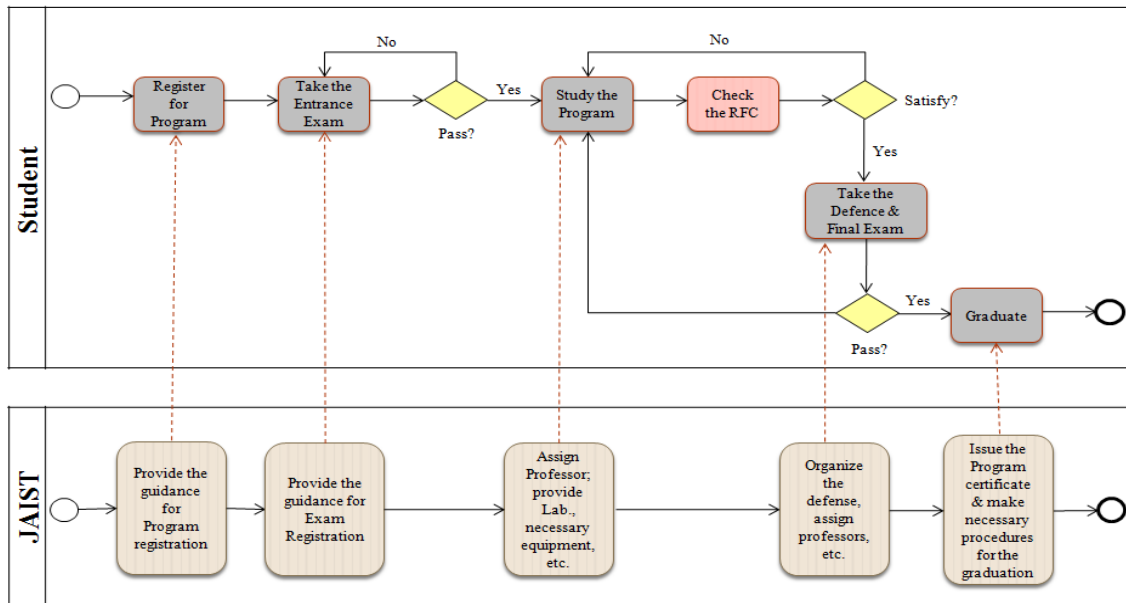 Student
No
No
Register
for
Program
Take the
Entrance
Exam
Yes
Pass?
Study the
Program
Check
the RFC
Satisfy?
Yes
Take the
Defence &
Final Exam
Yes
Pass?
Graduate
JAIST
Provide the
guidance
for
Program
registration
Provide the
guidance for
Exam
Registration
Assign
Professor;
provide
Lab.,
necessary
equipment,
etc.
Organize
the
defense,
assign
professors,
etc.
Issue the
Program
certificate
& make
necessary
procedures
for the
graduation